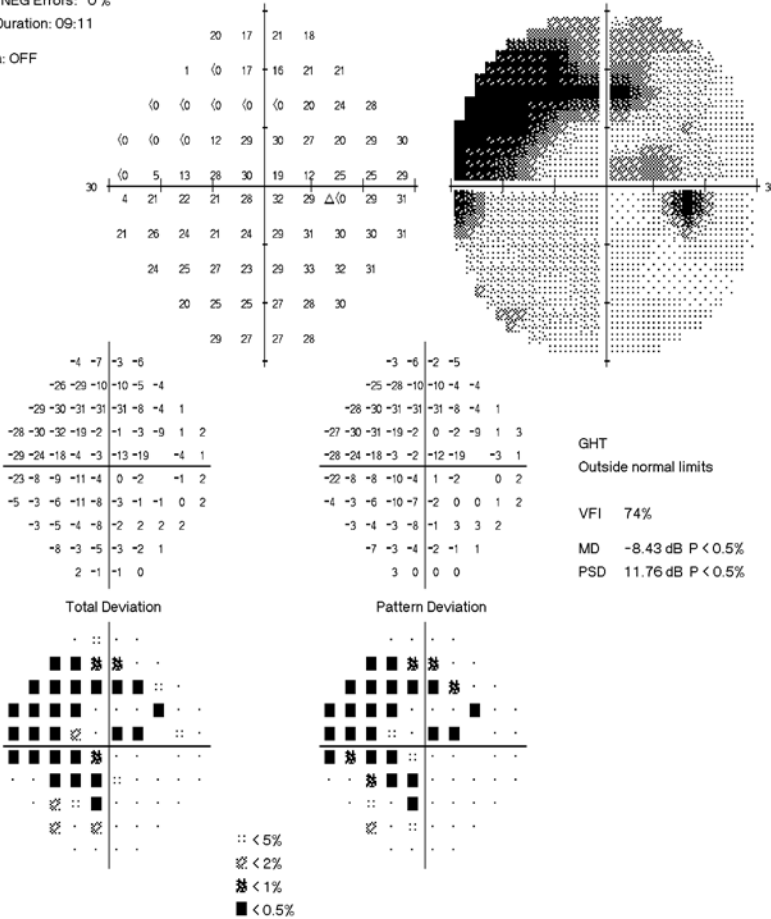 NEG Errors: 0 %
Duration: 09:11
: OFF
20 17 21 18
1 <0 17 16 21 21
<0 <0 <0 <0 <0 20 24 28
<0 <0 <0 12 29 30 27 20 29 30
<0 5 13 28 30 19 12 25 25 29
30
4 21 22 21 28 32 29 △<0 29 31
21 26 24 21 24 29 31 30 30 31
24 25 27 23 29 33 32 31
20 25 25 27 28 30
29 27 27 28
-4 -7 -3 -6
-26 -29 -10 -10 -5 -4
-29 -30 -31 -31 -31 -8 -4 1
-28 -30 -32 -19 -2 -1 -3 -9 1 2
-29 -24 -18 -4 -3 -13 -19 -4 1
-23 -8 -9 -11 -4 0 -2 -1 2
-5 -3 -6 -11 -8 -3 -1 -1 0 2
-3 -5 -4 -8 -2 2 2 2
-8 -3 -5 -3 -2 1
2 -1 -1 0
Total Deviation
-3 -6 -2 -5
-25 -28 -10 -10 -4 -4
-28 -30 -31 -31 -31 -8 -4 1
-27 -30 -31 -19 -2 0 -2 -9 1 3
-28 -24 -18 -3 -2 -12 -19 -3 1
-22 -8 -8 -10 -4 1 -2 0 2
-4 -3 -6 -10 -7 -2 0 0 1 2
-3 -4 -3 -8 -1 3 3 2
-7 -3 -4 -2 -1 1
3 0 0 0
Pattern Deviation
GHT
Outside normal limits
VFI 74%
MD -8.43 dB P < 0.5%
PSD 11.76 dB P < 0.5%
< 5%
< 2%
< 1%
< 0.5%